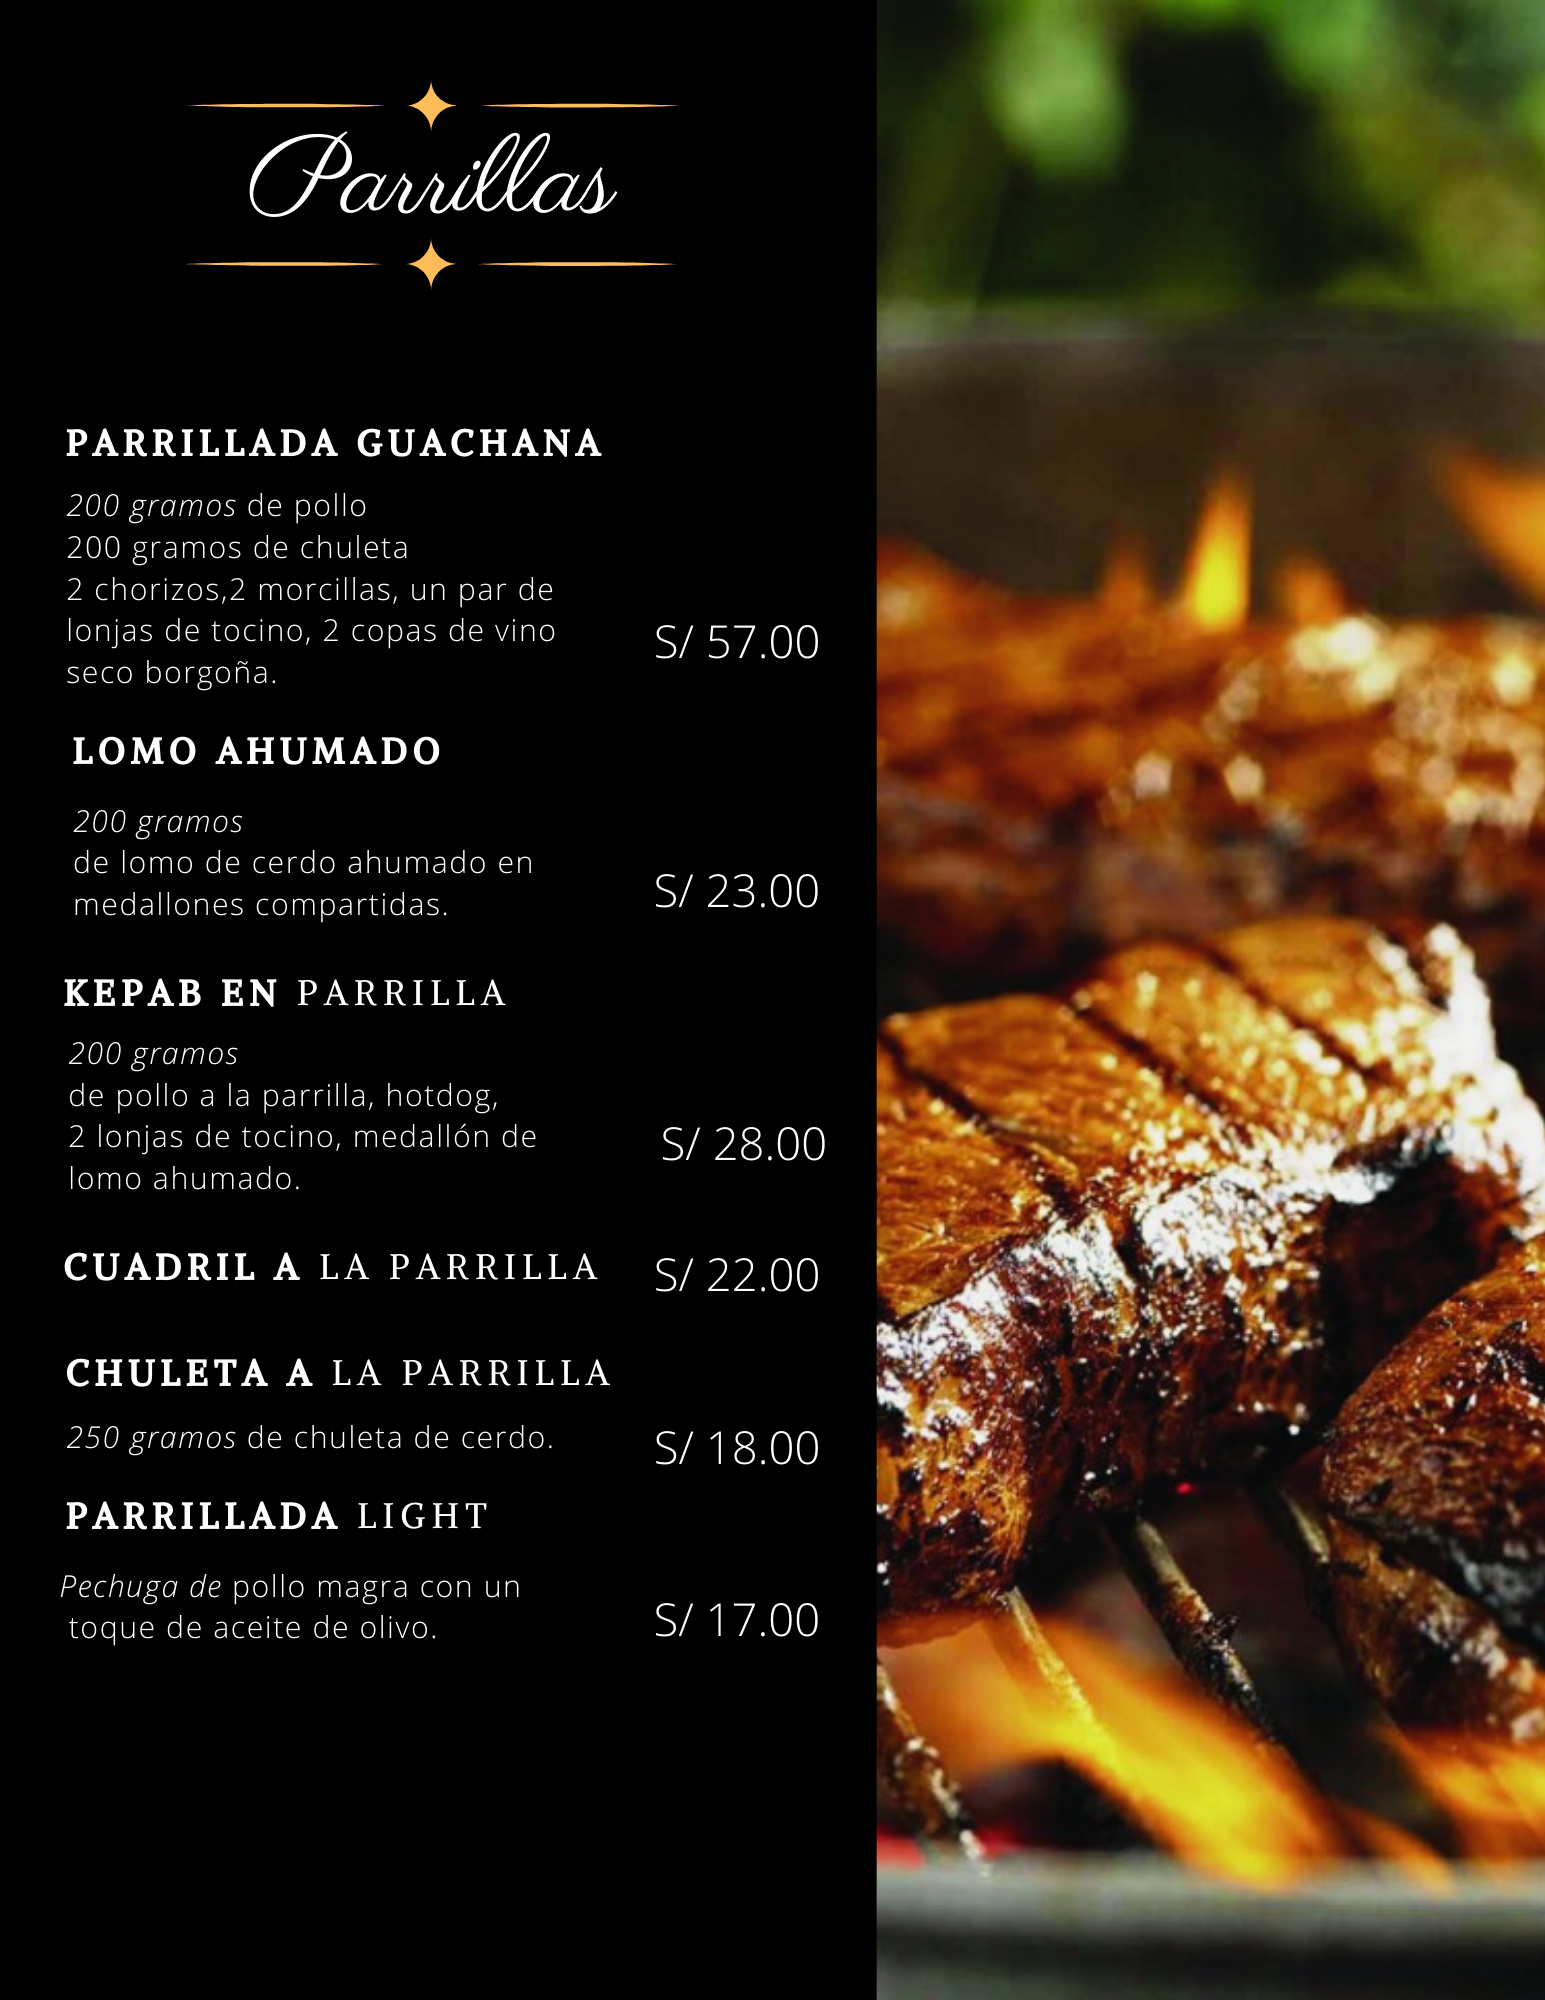 Parrillas
PARRILLADA GUACHANA
200 gramos de pollo
200 gramos de chuleta
2 chorizos,2 morcillas, un par de
lonjas de tocino, 2 copas de vino
seco borgoña.
S/ 57.00
LOMO AHUMADO
200 gramos
de lomo de cerdo ahumado en
medallones compartidas.
S/ 23.00
KEPAB EN PARRILLA
200 gramos
de pollo a la parrilla, hotdog,
2 lonjas de tocino, medallón de
lomo ahumado.
S/ 28.00
CUADRIL A LA PARRILLA S/ 22.00
CHULETA A LA PARRILLA
250 gramos de chuleta de cerdo.
S/ 18.00
PARRILLADA LIGHT
Pechuga de pollo magra con un
toque de aceite de olivo.
S/ 17.00